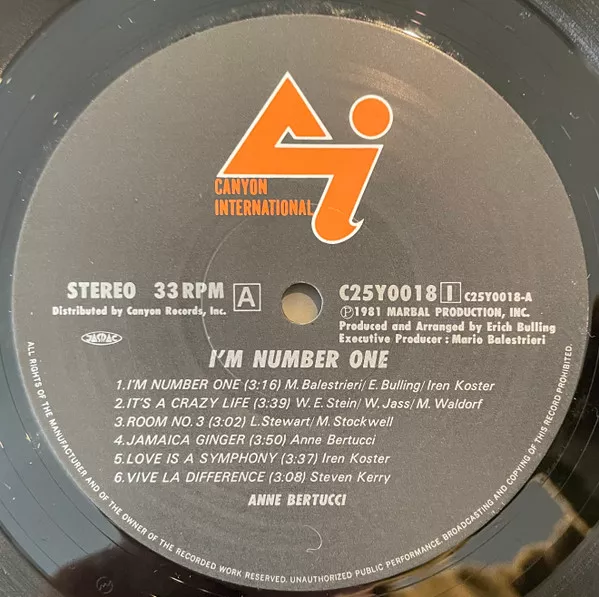 CANYON
INTERNATIONAL
STEREO 33RPM A
C25Y0018 I C25Y0018-A
Distributed by Canyon Records, Inc.
Ⓟ1981 MARBAL PRODUCTION, INC.
Produced and Arranged by Erich Bulling
JASRAC
Executive Producer : Mario Balestrieri
I'M NUMBER ONE
1.I'M NUMBER ONE (3:16) M.Balestrieri/E.Bulling/Iren Koster
2.IT'S A CRAZY LIFE (3:39) W.E.Stein/W.Jass/M.Waldorf
3.ROOM NO.3 (3:02) L.Stewart/M.Stockwell
4.JAMAICA GINGER (3:50) Anne Bertucci
5.LOVE IS A SYMPHONY (3:37) Iren Koster
6.VIVE LA DIFFERENCE (3:08) Steven Kerry
ANNE BERTUCCI
ALL RIGHTS OF THE MANUFACTURER AND OF THE OWNER OF THE RECORDED WORK RESERVED. UNAUTHORIZED PUBLIC PERFORMANCE, BROADCASTING AND COPYING OF THIS RECORD PROHIBITED.